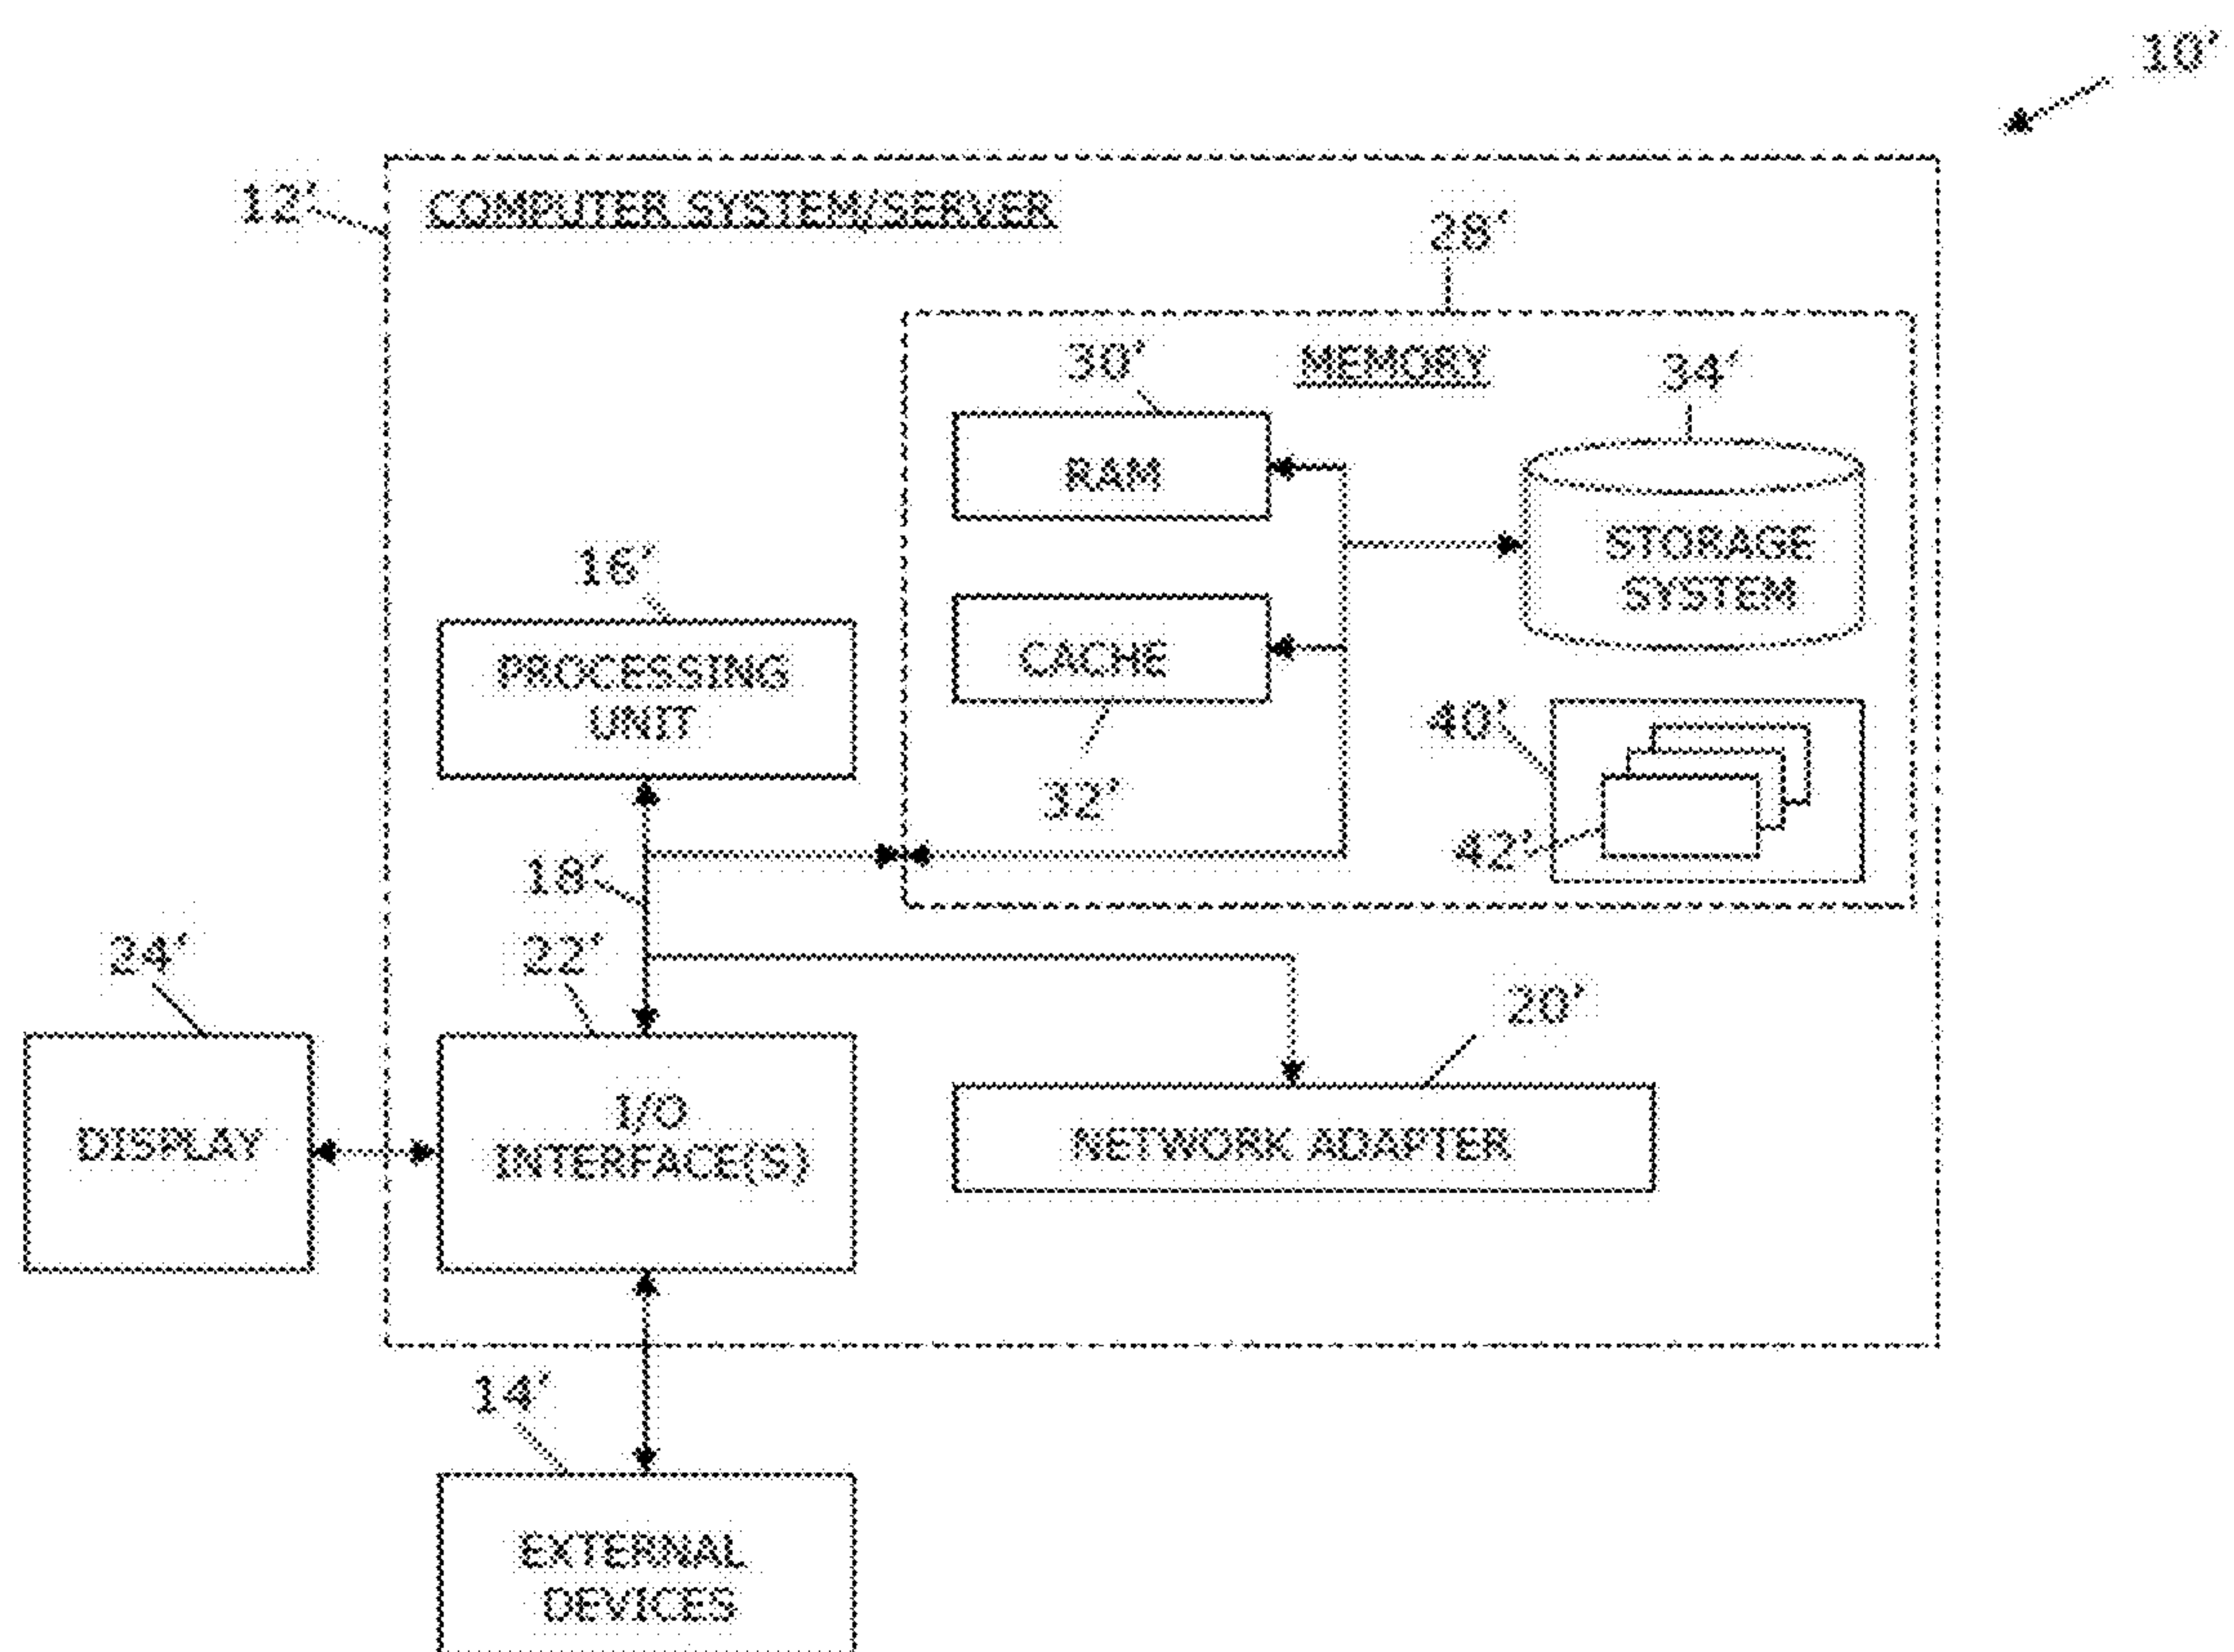 10′
12′
COMPUTER SYSTEM/SERVER
28′
MEMORY
30′
34′
RAM
STORAGE
SYSTEM
16′
PROCESSING
UNIT
CACHE
32′
40′
42′
18′
22′
24′
20′
DISPLAY
I/O
INTERFACE(S)
NETWORK ADAPTER
14′
EXTERNAL
DEVICES